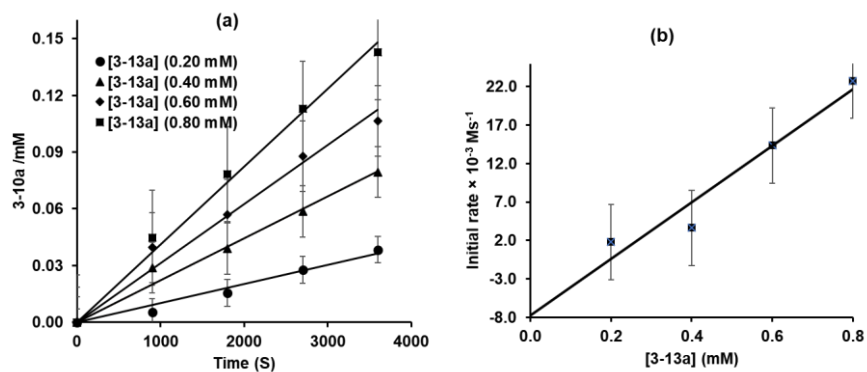 (a)
0.15
0.12
0.09
0.06
0.03
0.00
3-10a /mM
[3-13a] (0.20 mM)
[3-13a] (0.40 mM)
[3-13a] (0.60 mM)
[3-13a] (0.80 mM)
0 1000 2000 3000 4000
Time (S)
(b)
22.0
17.0
12.0
7.0
2.0
-3.0
-8.0
Initial rate × 10⁻³ Ms⁻¹
0.0 0.2 0.4 0.6 0.8
[3-13a] (mM)